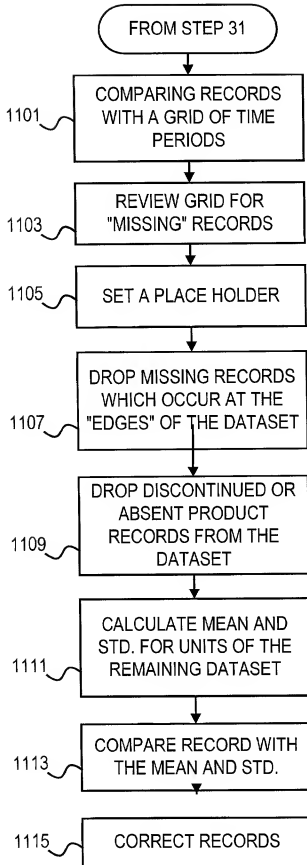 FROM STEP 31
1101
COMPARING RECORDS
WITH A GRID OF TIME
PERIODS
1103
REVIEW GRID FOR
"MISSING" RECORDS
1105
SET A PLACE HOLDER
1107
DROP MISSING RECORDS
WHICH OCCUR AT THE
"EDGES" OF THE DATASET
1109
DROP DISCONTINUED OR
ABSENT PRODUCT
RECORDS FROM THE
DATASET
1111
CALCULATE MEAN AND
STD. FOR UNITS OF THE
REMAINING DATASET
1113
COMPARE RECORD WITH
THE MEAN AND STD.
1115
CORRECT RECORDS